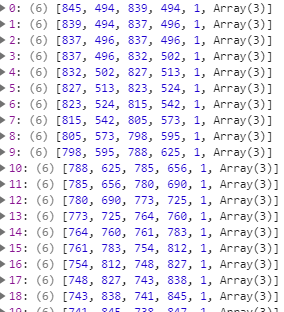 0: (6) [845, 494, 839, 494, 1, Array(3)]
1: (6) [839, 494, 837, 496, 1, Array(3)]
2: (6) [837, 496, 837, 496, 1, Array(3)]
3: (6) [837, 496, 832, 502, 1, Array(3)]
4: (6) [832, 502, 827, 513, 1, Array(3)]
5: (6) [827, 513, 823, 524, 1, Array(3)]
6: (6) [823, 524, 815, 542, 1, Array(3)]
7: (6) [815, 542, 805, 573, 1, Array(3)]
8: (6) [805, 573, 798, 595, 1, Array(3)]
9: (6) [798, 595, 788, 625, 1, Array(3)]
10: (6) [788, 625, 785, 656, 1, Array(3)]
11: (6) [785, 656, 780, 690, 1, Array(3)]
12: (6) [780, 690, 773, 725, 1, Array(3)]
13: (6) [773, 725, 764, 760, 1, Array(3)]
14: (6) [764, 760, 761, 783, 1, Array(3)]
15: (6) [761, 783, 754, 812, 1, Array(3)]
16: (6) [754, 812, 748, 827, 1, Array(3)]
17: (6) [748, 827, 743, 838, 1, Array(3)]
18: (6) [743, 838, 741, 845, 1, Array(3)]
19: (6) [741, 845, 738, 847, 1, Array(3)]